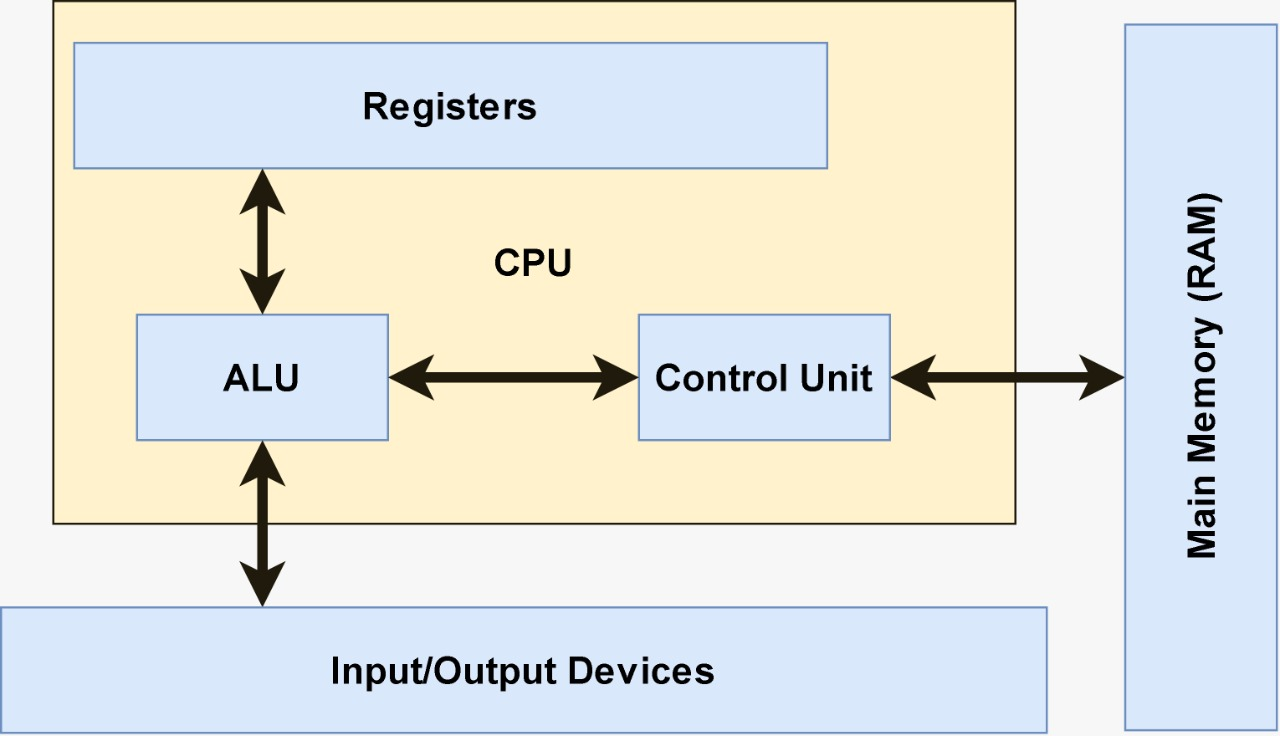 Registers
CPU
ALU
Control Unit
Main Memory (RAM)
Input/Output Devices